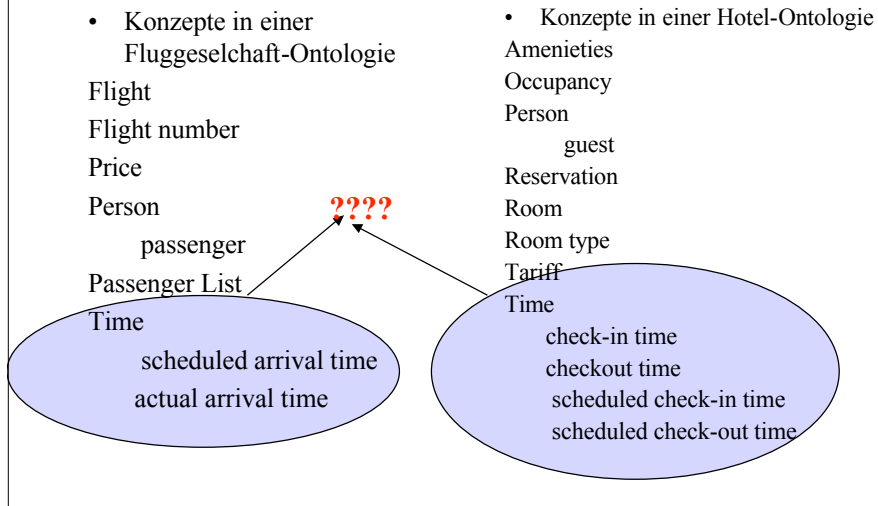 • Konzepte in einer
Fluggeselchaft-Ontologie
Flight
Flight number
Price
Person
passenger
Passenger List
Time
scheduled arrival time
actual arrival time
????
• Konzepte in einer Hotel-Ontologie
Amenieties
Occupancy
Person
guest
Reservation
Room
Room type
Tariff
Time
check-in time
checkout time
scheduled check-in time
scheduled check-out time